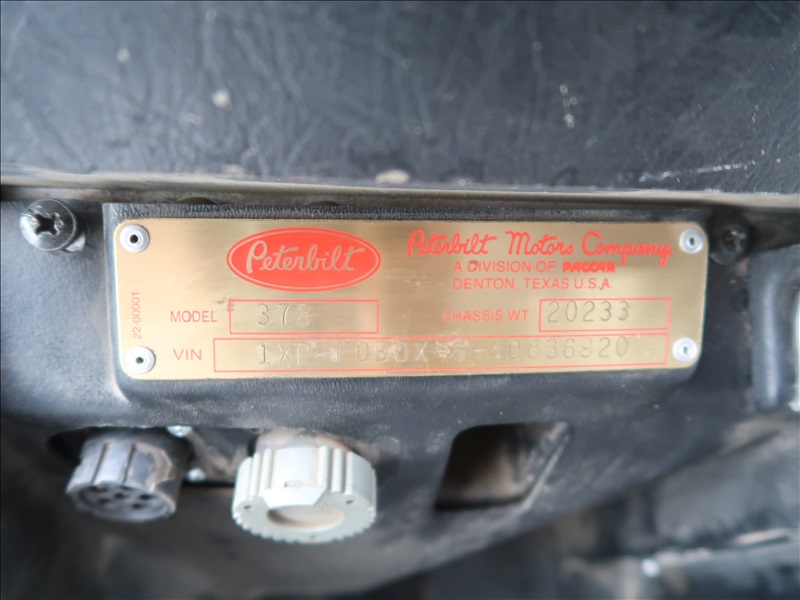 Peterbilt
Peterbilt Motors Company
A DIVISION OF PACCAR
DENTON, TEXAS U.S.A.
MODEL 378
CHASSIS WT 20233
VIN
22-00001